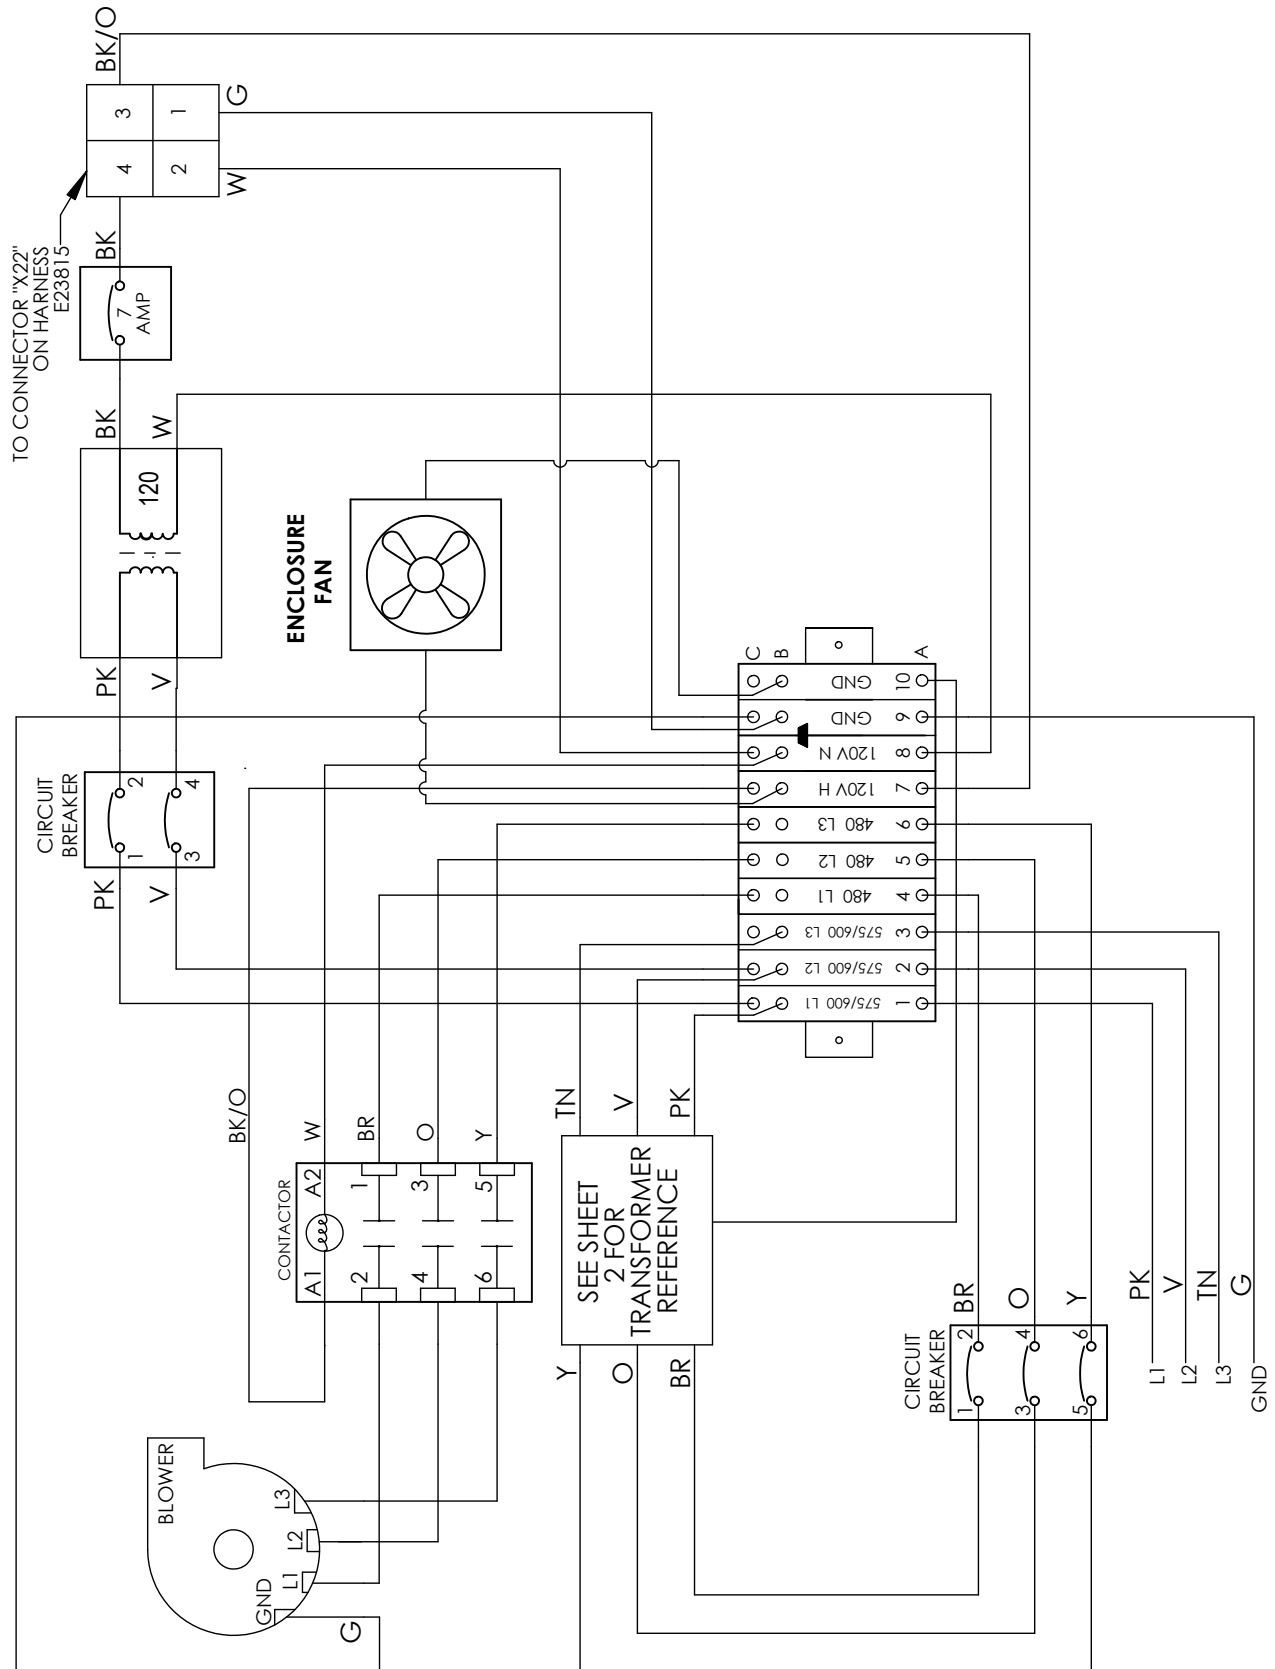 TO CONNECTOR "X22"
ON HARNESS
E23815
BK/O
3
1
4
2
G
W
BK
7
AMP
BK
W
120
PK
V
CIRCUIT
BREAKER
2
4
1
3
PK
V
ENCLOSURE
FAN
C
B
A
GND 10
GND 9
120V N 8
120V H 7
480 L3 6
480 L2 5
480 L1 4
575/600 L3 3
575/600 L2 2
575/600 L1 1
BK/O
W
BR
O
Y
CONTACTOR
A1
A2
2
1
4
3
6
5
BLOWER
L3
L2
L1
GND
G
TN
V
PK
SEE SHEET
2 FOR
TRANSFORMER
REFERENCE
Y
O
BR
CIRCUIT
BREAKER
1
2
3
4
5
6
BR
O
Y
L1
PK
L2
V
L3
TN
GND
G